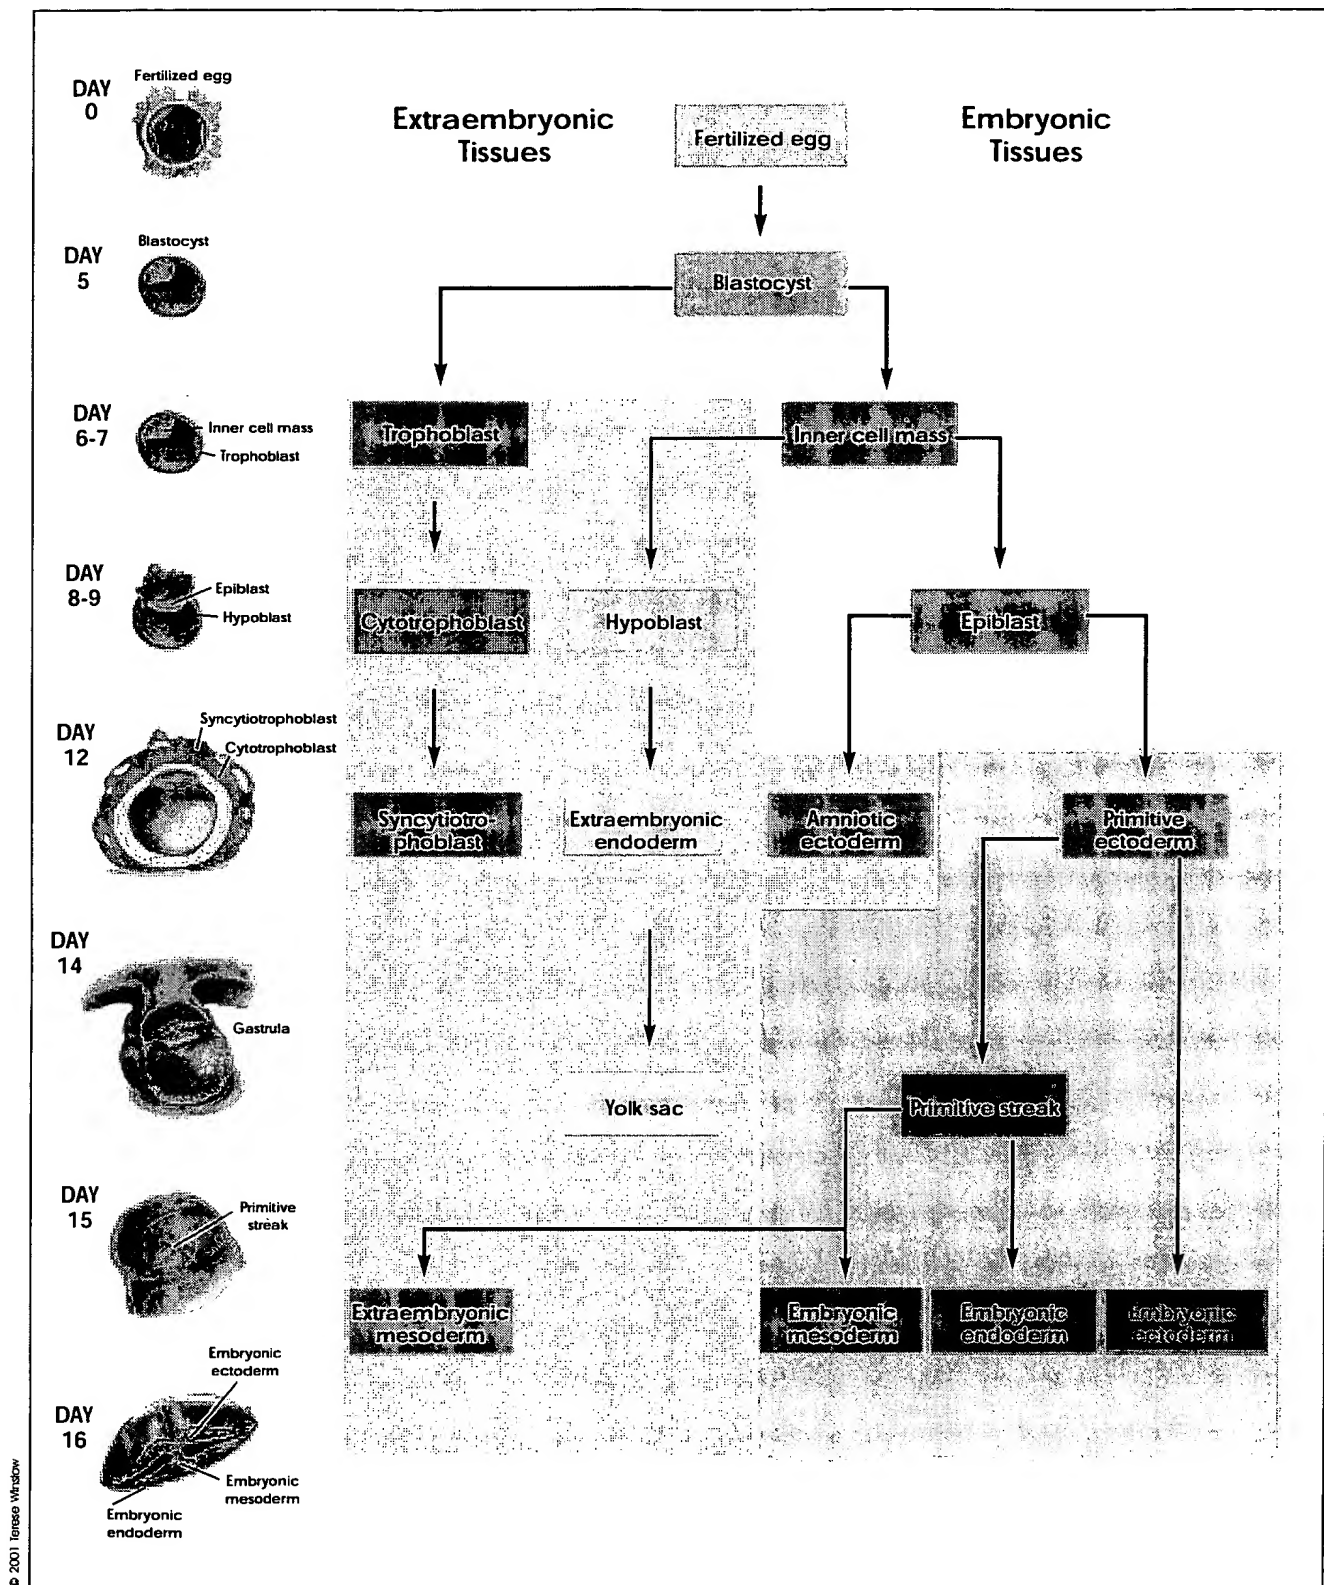 DAY
0
Fertilized egg
Extraembryonic
Tissues
Fertilized egg
Embryonic
Tissues
DAY
5
Blastocyst
Blastocyst
DAY
6-7
Inner cell mass
Trophoblast
Trophoblast
Inner cell mass
DAY
8-9
Epiblast
Hypoblast
Cytotrophoblast
Hypoblast
Epiblast
DAY
12
Syncytiotrophoblast
Cytotrophoblast
Syncytiotro-
phoblast
Extraembryonic
endoderm
Amniotic
ectoderm
Primitive
ectoderm
DAY
14
Gastrula
Yolk sac
Primitive streak
DAY
15
Primitive
streak
Extraembryonic
mesoderm
Embryonic
mesoderm
Embryonic
endoderm
Embryonic
ectoderm
DAY
16
Embryonic
ectoderm
Embryonic
mesoderm
Embryonic
endoderm
© 2001 Terese Winslow